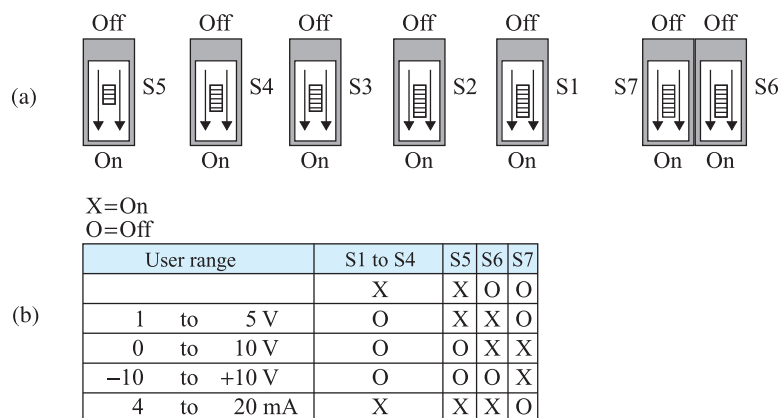 Off Off Off Off Off Off Off
(a) S5 S4 S3 S2 S1 S7 S6
On On On On On On On
X=On
O=Off
User range S1 to S4 S5 S6 S7
X X O O
(b) 1 to 5 V O X X O
0 to 10 V O O X X
−10 to +10 V O O O X
4 to 20 mA X X X O